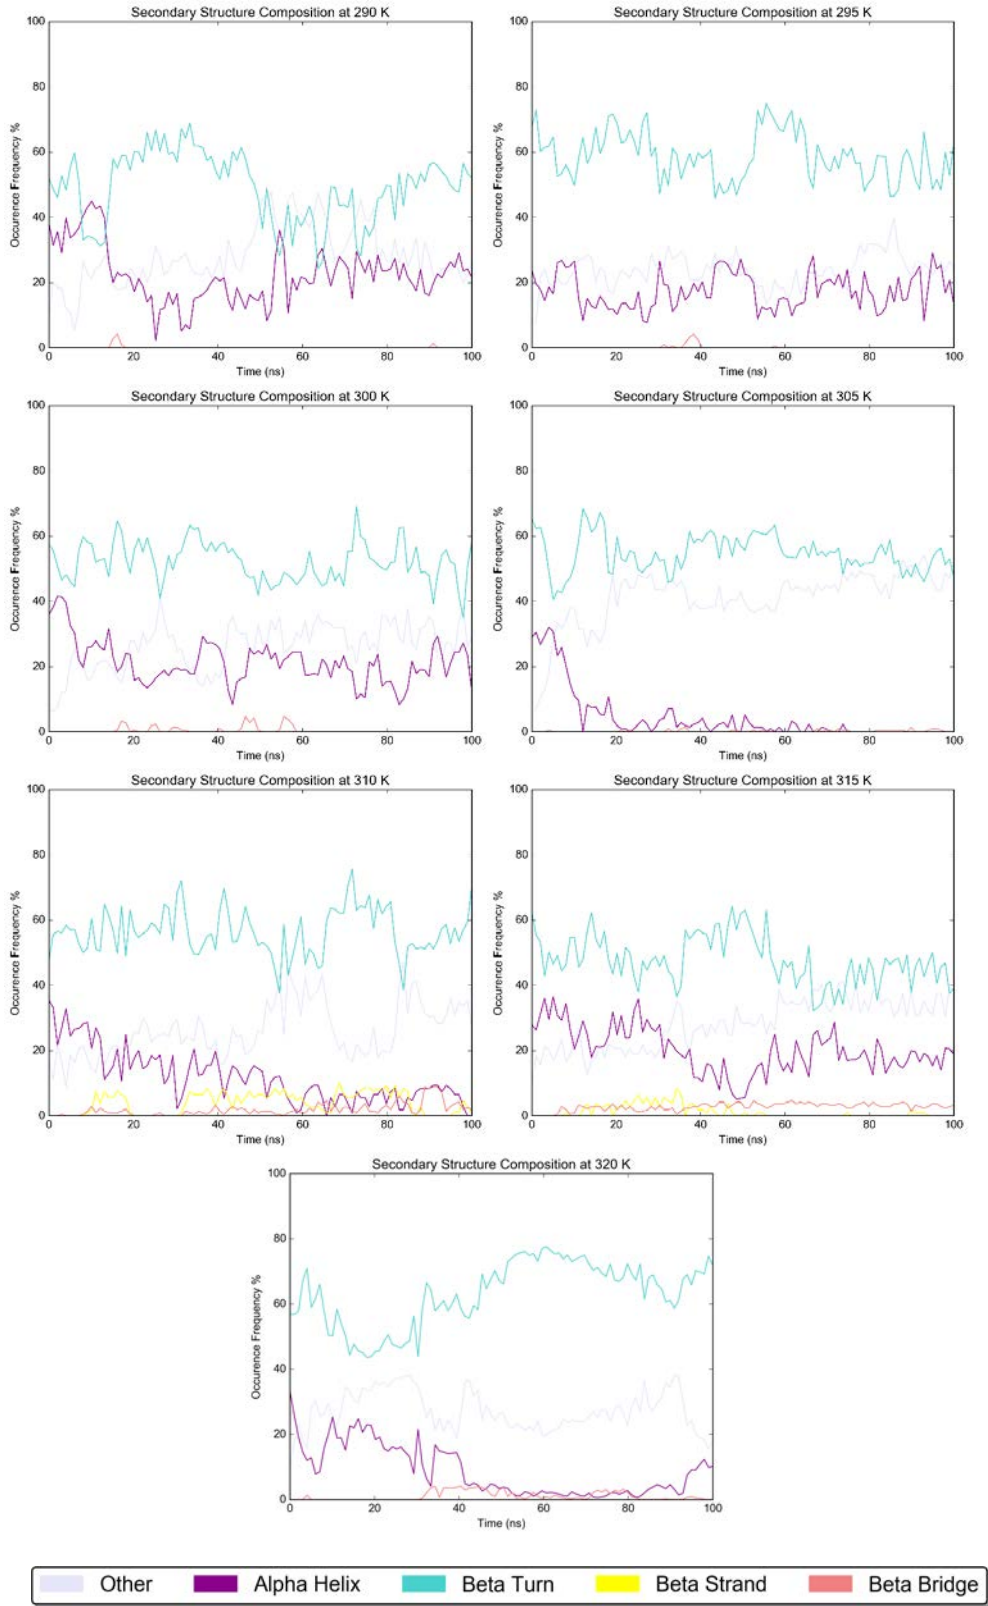 Secondary Structure Composition at 290 K
100
80
60
40
20
0
Occurence Frequency %
0 20 40 60 80 100
Time (ns)
Secondary Structure Composition at 295 K
100
80
60
40
20
0
Occurence Frequency %
0 20 40 60 80 100
Time (ns)
Secondary Structure Composition at 300 K
100
80
60
40
20
0
Occurence Frequency %
0 20 40 60 80 100
Time (ns)
Secondary Structure Composition at 305 K
100
80
60
40
20
0
Occurence Frequency %
0 20 40 60 80 100
Time (ns)
Secondary Structure Composition at 310 K
100
80
60
40
20
0
Occurence Frequency %
0 20 40 60 80 100
Time (ns)
Secondary Structure Composition at 315 K
100
80
60
40
20
0
Occurence Frequency %
0 20 40 60 80 100
Time (ns)
Secondary Structure Composition at 320 K
100
80
60
40
20
0
Occurence Frequency %
0 20 40 60 80 100
Time (ns)
Other Alpha Helix Beta Turn Beta Strand Beta Bridge